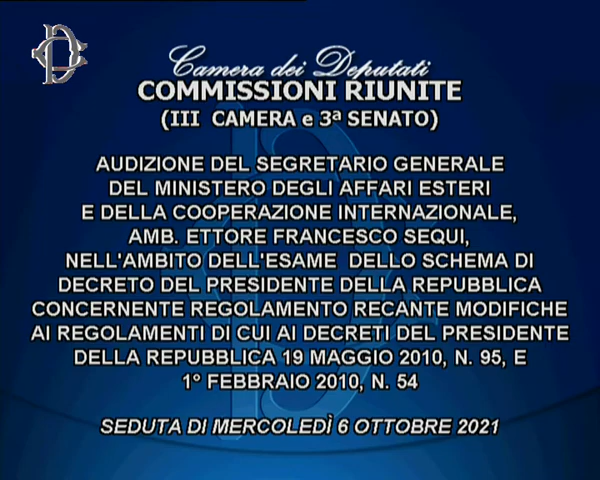 Camera dei Deputati
COMMISSIONI RIUNITE
(III CAMERA e 3ª SENATO)
AUDIZIONE DEL SEGRETARIO GENERALE
DEL MINISTERO DEGLI AFFARI ESTERI
E DELLA COOPERAZIONE INTERNAZIONALE,
AMB. ETTORE FRANCESCO SEQUI,
NELL'AMBITO DELL'ESAME DELLO SCHEMA DI
DECRETO DEL PRESIDENTE DELLA REPUBBLICA
CONCERNENTE REGOLAMENTO RECANTE MODIFICHE
AI REGOLAMENTI DI CUI AI DECRETI DEL PRESIDENTE
DELLA REPUBBLICA 19 MAGGIO 2010, N. 95, E
1° FEBBRAIO 2010, N. 54
SEDUTA DI MERCOLEDÌ 6 OTTOBRE 2021